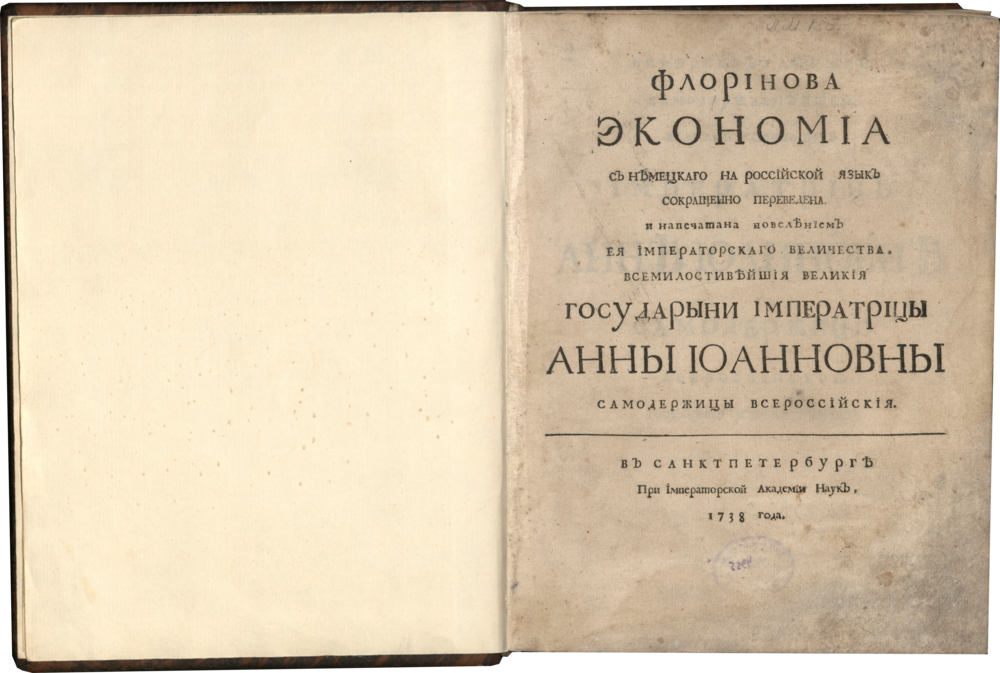 ФЛОРІНОВА
ЭКОНОМІА
СЪ НѢМЕЦКАГО НА РОССІЙСКОЙ ЯЗЫКЪ
СОКРАЩЕННО ПЕРЕВЕДЕНА.
И НАПЕЧАТАНА ПОВЕЛѢНІЕМЪ
ЕЯ ІМПЕРАТОРСКАГО ВЕЛИЧЕСТВА,
ВСЕМИЛОСТИВѢЙШІЯ ВЕЛИКІЯ
ГОСУДАРЫНИ ІМПЕРАТРІЦЫ
АННЫ ІОАННОВНЫ
САМОДЕРЖИЦЫ ВСЕРОССІЙСКІЯ.
ВЪ САНКТПЕТЕРБУРГѢ
При Імператорской Академіи Наукъ,
1738 года.